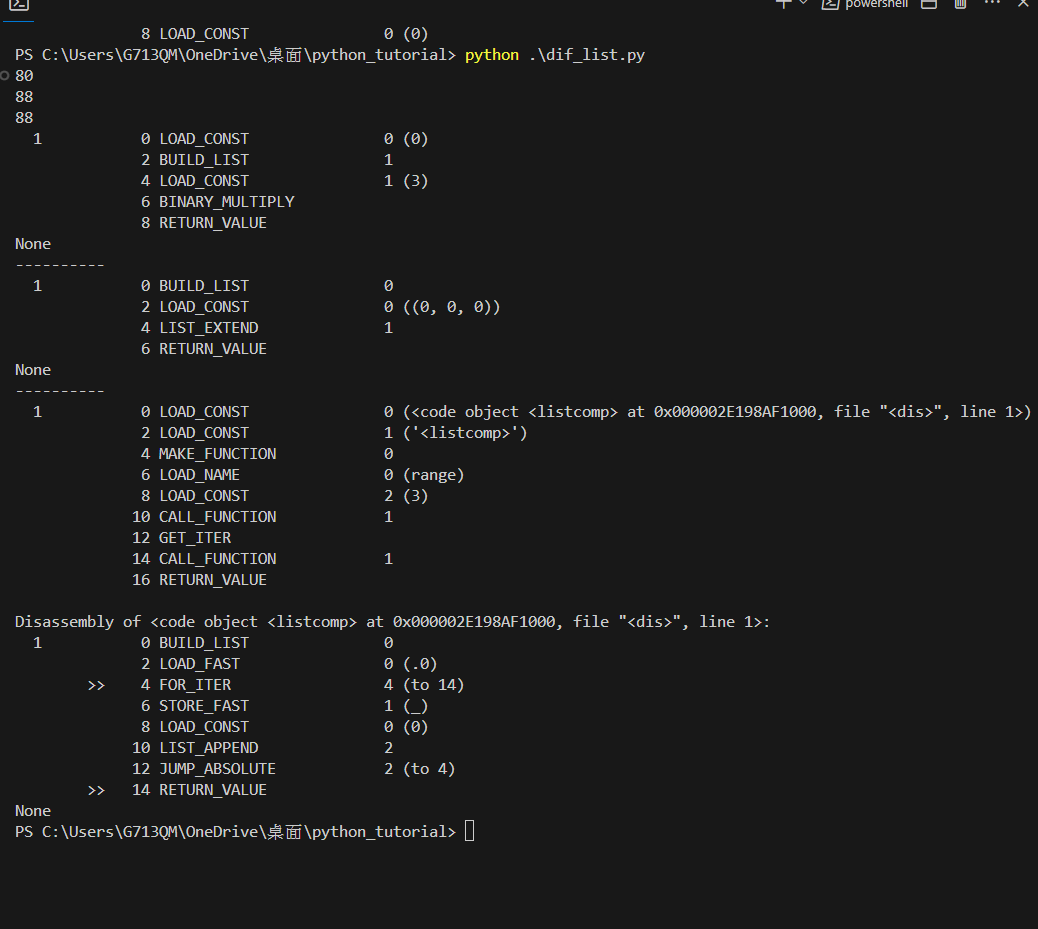 powershell
8 LOAD_CONST 0 (0)
PS C:\Users\G713QM\OneDrive\桌面\python_tutorial> python .\dif_list.py
80
88
88
1 0 LOAD_CONST 0 (0)
2 BUILD_LIST 1
4 LOAD_CONST 1 (3)
6 BINARY_MULTIPLY
8 RETURN_VALUE
None
----------
1 0 BUILD_LIST 0
2 LOAD_CONST 0 ((0, 0, 0))
4 LIST_EXTEND 1
6 RETURN_VALUE
None
----------
1 0 LOAD_CONST 0 (<code object <listcomp> at 0x000002E198AF1000, file "<dis>", line 1>)
2 LOAD_CONST 1 ('<listcomp>')
4 MAKE_FUNCTION 0
6 LOAD_NAME 0 (range)
8 LOAD_CONST 2 (3)
10 CALL_FUNCTION 1
12 GET_ITER
14 CALL_FUNCTION 1
16 RETURN_VALUE
Disassembly of <code object <listcomp> at 0x000002E198AF1000, file "<dis>", line 1>:
1 0 BUILD_LIST 0
2 LOAD_FAST 0 (.0)
>> 4 FOR_ITER 4 (to 14)
6 STORE_FAST 1 (_)
8 LOAD_CONST 0 (0)
10 LIST_APPEND 2
12 JUMP_ABSOLUTE 2 (to 4)
>> 14 RETURN_VALUE
None
PS C:\Users\G713QM\OneDrive\桌面\python_tutorial>